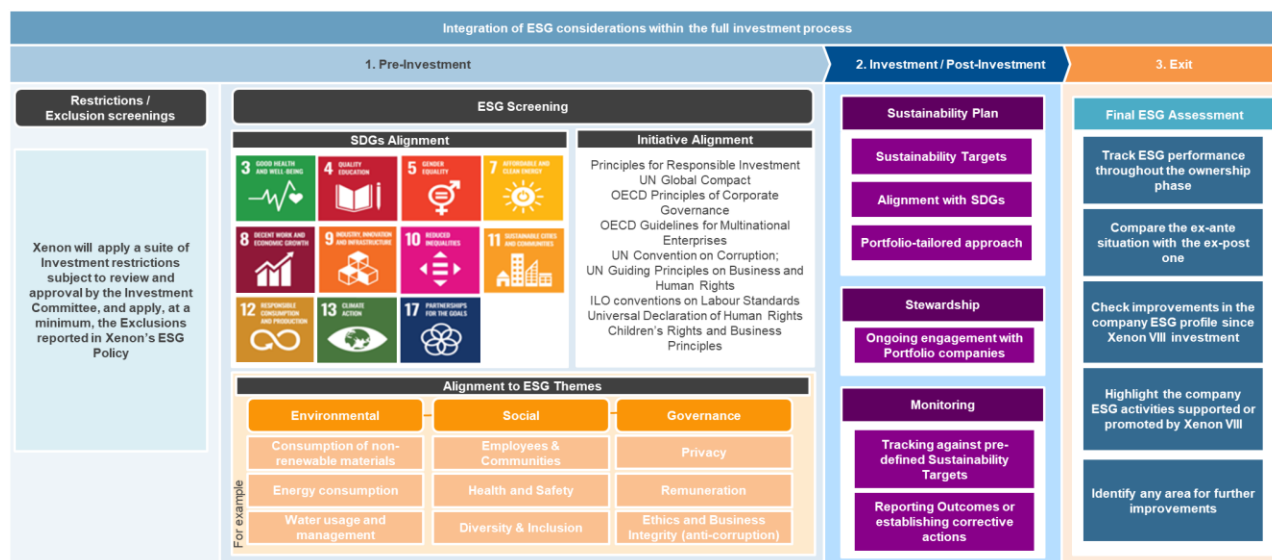 Integration of ESG considerations within the full investment process
1. Pre-Investment
2. Investment / Post-Investment
3. Exit
Restrictions /
Exclusion screenings
Xenon will apply a suite of
Investment restrictions
subject to review and
approval by the Investment
Committee, and apply, at a
minimum, the Exclusions
reported in Xenon's ESG
Policy
ESG Screening
SDGs Alignment
3 GOOD HEALTH
AND WELL-BEING
4 QUALITY
EDUCATION
5 GENDER
EQUALITY
7 AFFORDABLE AND
CLEAN ENERGY
8 DECENT WORK AND
ECONOMIC GROWTH
9 INDUSTRY, INNOVATION
AND INFRASTRUCTURE
10 REDUCED
INEQUALITIES
11 SUSTAINABLE CITIES
AND COMMUNITIES
12 RESPONSIBLE
CONSUMPTION
AND PRODUCTION
13 CLIMATE
ACTION
17 PARTNERSHIPS
FOR THE GOALS
Initiative Alignment
Principles for Responsible Investment
UN Global Compact
OECD Principles of Corporate
Governance
OECD Guidelines for Multinational
Enterprises
UN Convention on Corruption;
UN Guiding Principles on Business and
Human Rights
ILO conventions on Labour Standards
Universal Declaration of Human Rights
Children's Rights and Business
Principles
Alignment to ESG Themes
For example
Environmental
Social
Governance
Consumption of non-
renewable materials
Employees &
Communities
Privacy
Energy consumption
Health and Safety
Remuneration
Water usage and
management
Diversity & Inclusion
Ethics and Business
Integrity (anti-corruption)
Sustainability Plan
Sustainability Targets
Alignment with SDGs
Portfolio-tailored approach
Stewardship
Ongoing engagement with
Portfolio companies
Monitoring
Tracking against pre-
defined Sustainability
Targets
Reporting Outcomes or
establishing corrective
actions
Final ESG Assessment
Track ESG performance
throughout the ownership
phase
Compare the ex-ante
situation with the ex-post
one
Check improvements in the
company ESG profile since
Xenon VIII investment
Highlight the company
ESG activities supported or
promoted by Xenon VIII
Identify any area for further
improvements